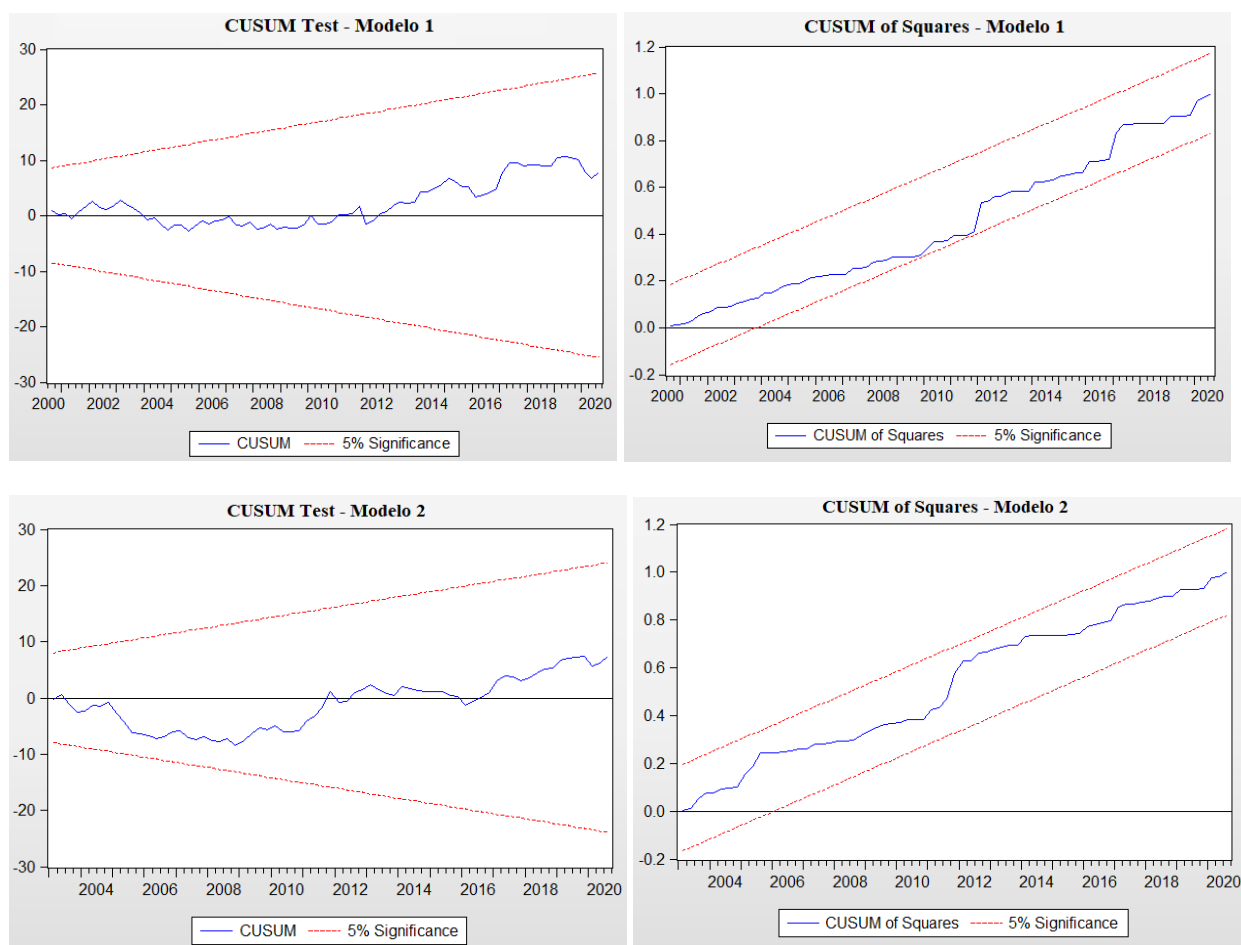 CUSUM Test - Modelo 1
30
20
10
0
-10
-20
-30
2000 2002 2004 2006 2008 2010 2012 2014 2016 2018 2020
CUSUM 5% Significance
CUSUM of Squares - Modelo 1
1.2
1.0
0.8
0.6
0.4
0.2
0.0
-0.2
2000 2002 2004 2006 2008 2010 2012 2014 2016 2018 2020
CUSUM of Squares 5% Significance
CUSUM Test - Modelo 2
30
20
10
0
-10
-20
-30
2004 2006 2008 2010 2012 2014 2016 2018 2020
CUSUM 5% Significance
CUSUM of Squares - Modelo 2
1.2
1.0
0.8
0.6
0.4
0.2
0.0
-0.2
2004 2006 2008 2010 2012 2014 2016 2018 2020
CUSUM of Squares 5% Significance